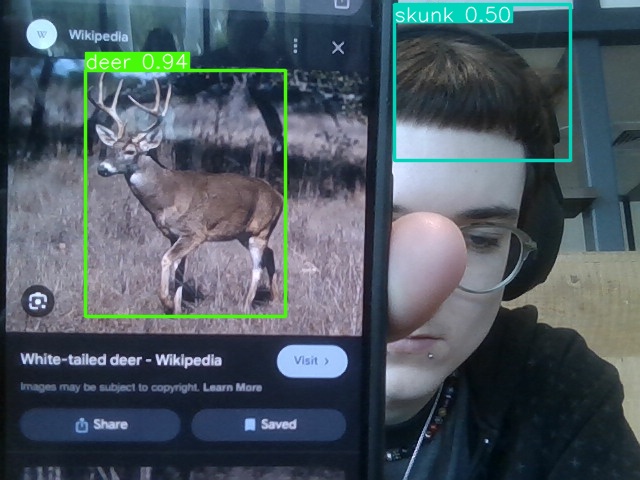 skunk 0.50
W Wikipedia
deer 0.94
White-tailed deer - Wikipedia
Visit >
Images may be subject to copyright. Learn More
Share
Saved